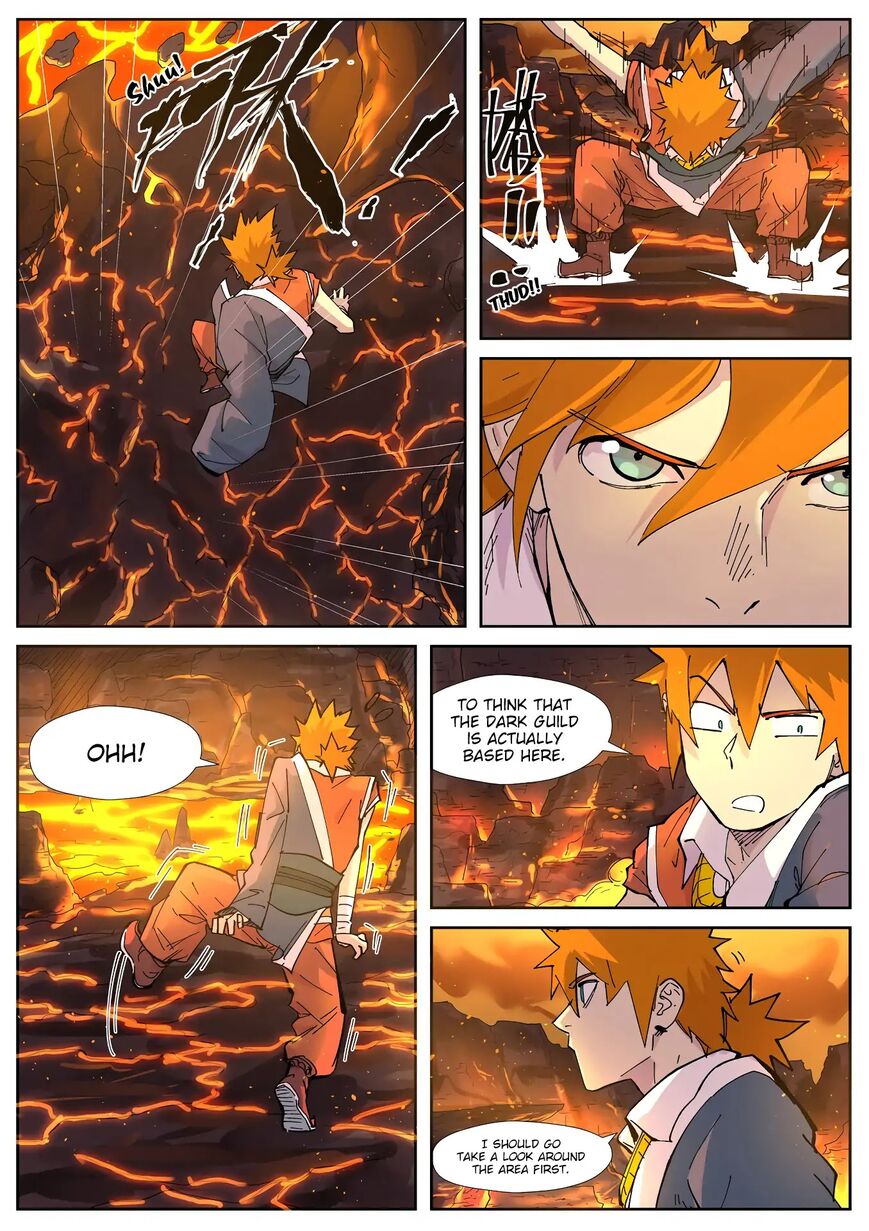 Shuu!
THUD!!
OHH!
TO THINK THAT
THE DARK GUILD
IS ACTUALLY
BASED HERE.
I SHOULD GO
TAKE A LOOK AROUND
THE AREA FIRST.